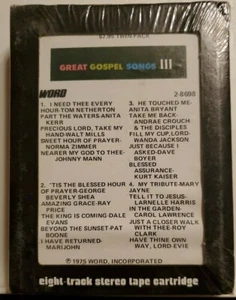 $7.95 TWIN-PACK
GREAT GOSPEL SONGS III
WORD
2-8698
1. I NEED THEE EVERY
HOUR-TOM NETHERTON
PART THE WATERS-ANITA
KERR
PRECIOUS LORD, TAKE MY
HAND-WALT MILLS
SWEET HOUR OF PRAYER-
NORMA ZIMMER
NEARER MY GOD TO THEE-
JOHNNY MANN
2. 'TIS THE BLESSED HOUR
OF PRAYER-GEORGE
BEVERLY SHEA
AMAZING GRACE-RAY
PRICE
THE KING IS COMING-DALE
EVANS
BEYOND THE SUNSET-PAT
BOONE
I HAVE RETURNED-
MARIJOHN
3. HE TOUCHED ME-
ANITA BRYANT
TAKE ME BACK-
ANDRAE CROUCH
& THE DISCIPLES
FILL MY CUP, LORD-
WANDA JACKSON
JUST BECAUSE I
ASKED-DAVE
BOYER
BLESSED
ASSURANCE-
KURT KAISER
4. MY TRIBUTE-MARY
JAYNE
TELL IT TO JESUS-
LARNELLE HARRIS
IN THE GARDEN-
CAROL LAWRENCE
JUST A CLOSER WALK
WITH THEE-ROY
CLARK
HAVE THINE OWN
WAY, LORD-EVIE
© 1975 WORD, INCORPORATED
eight-track stereo tape cartridge